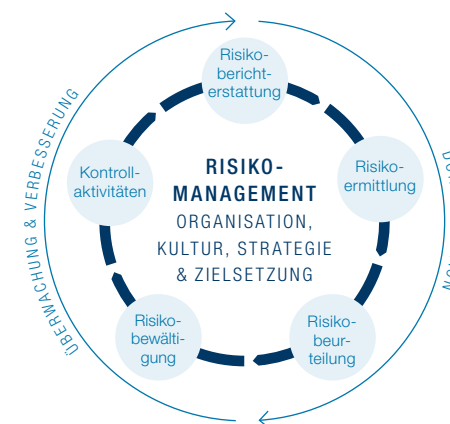 Risiko-
bericht-
erstattung
Risiko-
ermittlung
Risiko-
beur-
teilung
Risiko-
bewälti-
gung
Kontroll-
aktivitäten
RISIKO-
MANAGEMENT
ORGANISATION,
KULTUR, STRATEGIE
& ZIELSETZUNG
ÜBERWACHUNG & VERBESSERUNG